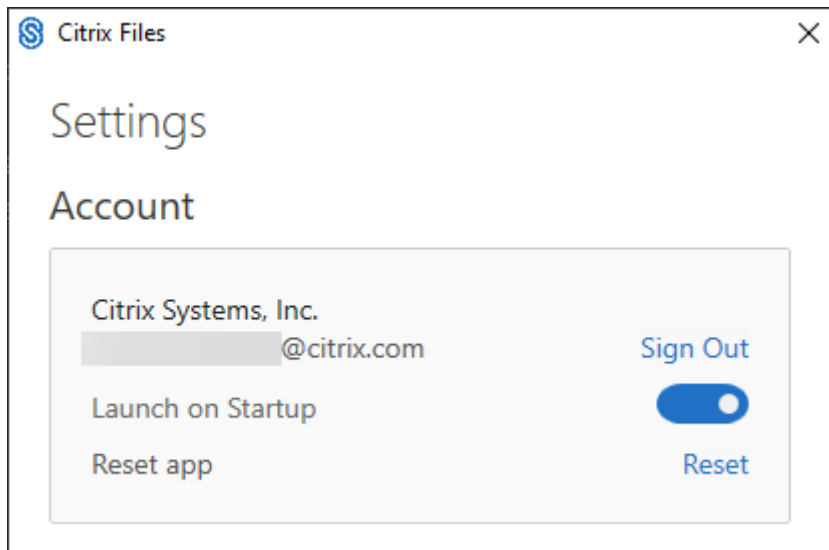 Citrix Files
Settings
Account
Citrix Systems, Inc.
@citrix.com Sign Out
Launch on Startup
Reset app Reset